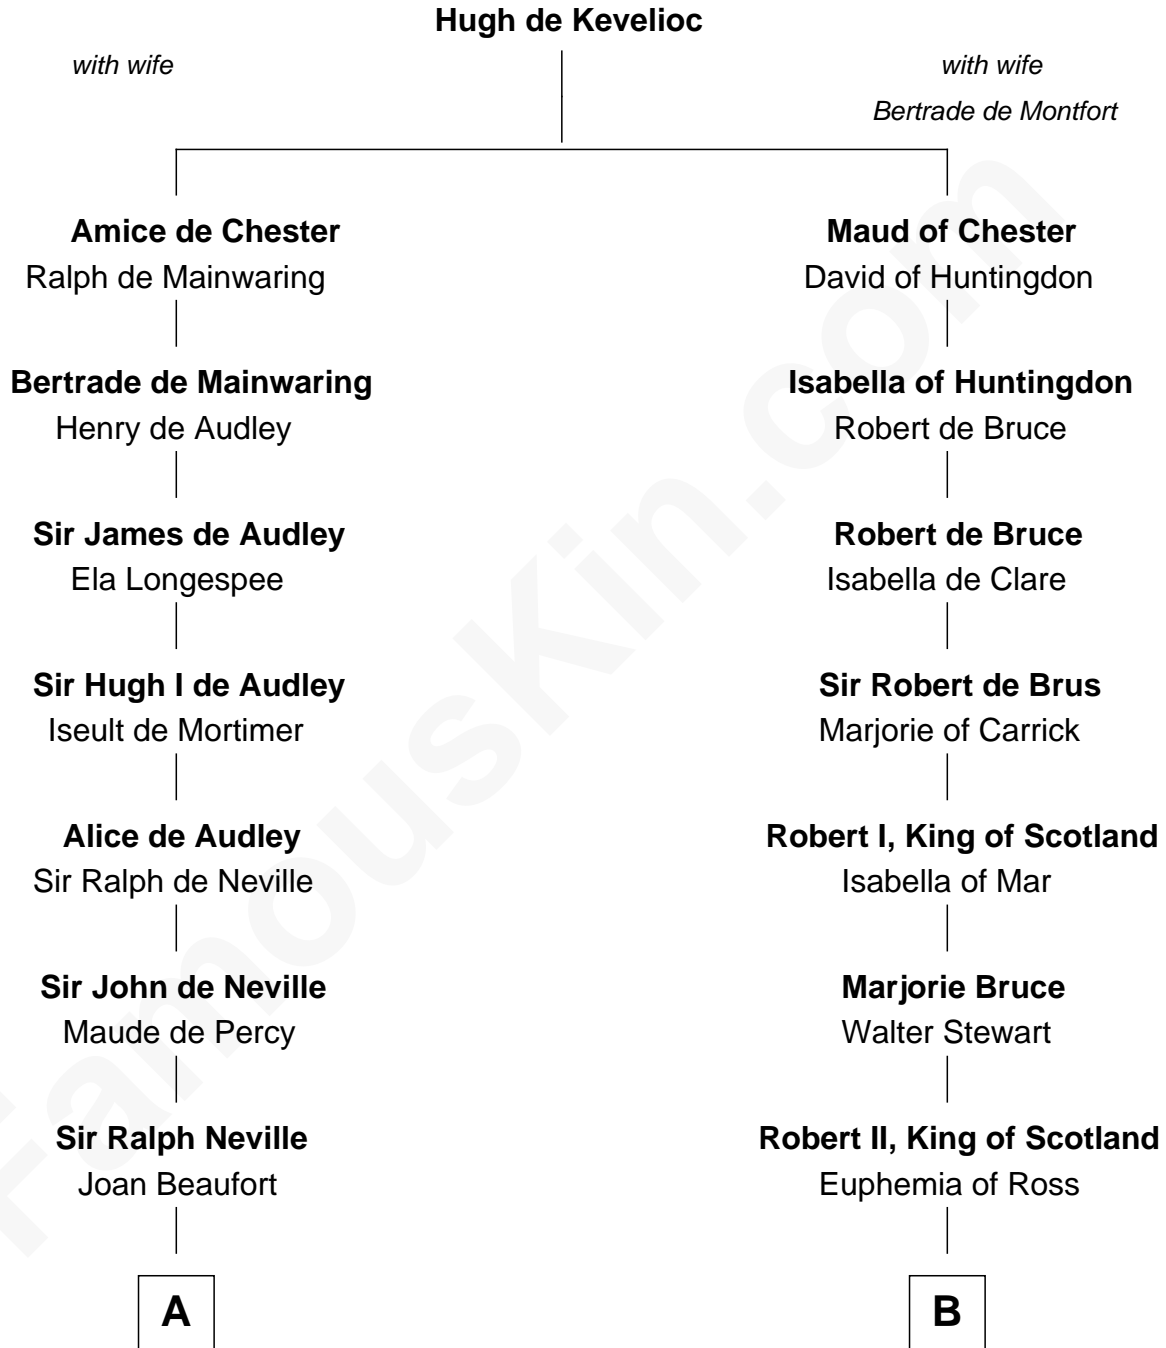 Hugh de Kevelioc
with wife
with wife
Bertrade de Montfort
Amice de Chester
Ralph de Mainwaring
Maud of Chester
David of Huntingdon
Bertrade de Mainwaring
Henry de Audley
Isabella of Huntingdon
Robert de Bruce
Sir James de Audley
Ela Longespee
Robert de Bruce
Isabella de Clare
Sir Hugh I de Audley
Iseult de Mortimer
Sir Robert de Brus
Marjorie of Carrick
Alice de Audley
Sir Ralph de Neville
Robert I, King of Scotland
Isabella of Mar
Sir John de Neville
Maude de Percy
Marjorie Bruce
Walter Stewart
Sir Ralph Neville
Joan Beaufort
Robert II, King of Scotland
Euphemia of Ross
A
B
FamousKin.com